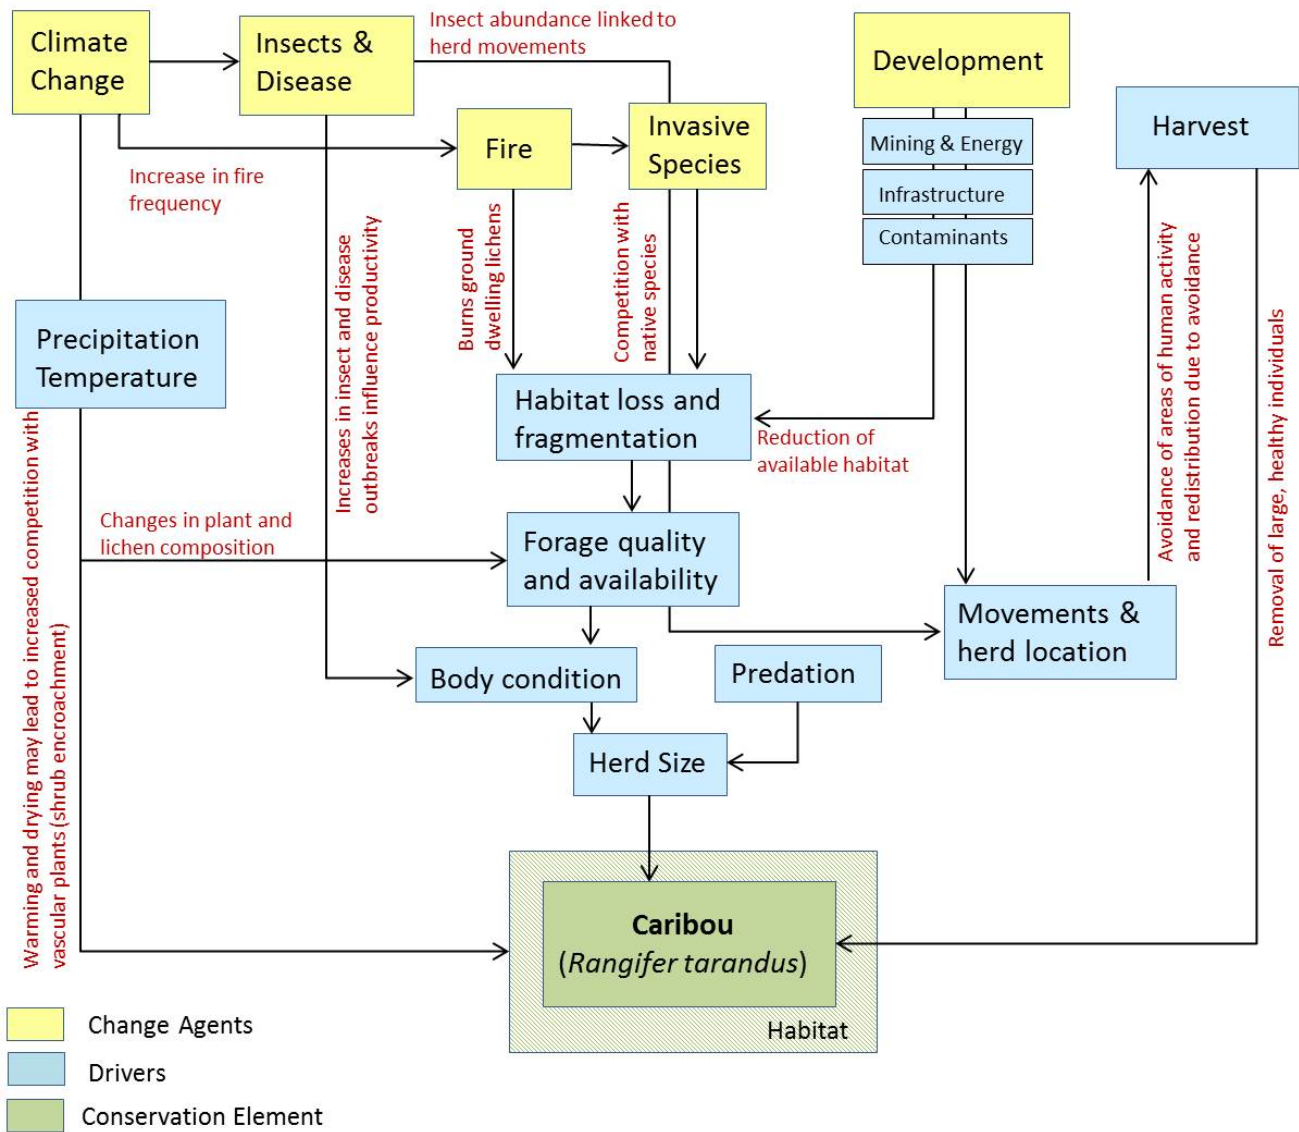 Climate
Change
Insects &
Disease
Insect abundance linked to
herd movements
Development
Harvest
Fire
Invasive
Species
Mining & Energy
Infrastructure
Contaminants
Increase in fire
frequency
Increases in insect and disease
outbreaks influence productivity
Burns ground
dwelling lichens
Competition with
native species
Avoidance of areas of human activity
and redistribution due to avoidance
Removal of large, healthy individuals
Precipitation
Temperature
Habitat loss and
fragmentation
Reduction of
available habitat
Warming and drying may lead to increased competition with
vascular plants (shrub encroachment)
Changes in plant and
lichen composition
Forage quality
and availability
Movements &
herd location
Body condition
Predation
Herd Size
Caribou
(Rangifer tarandus)
Habitat
Change Agents
Drivers
Conservation Element